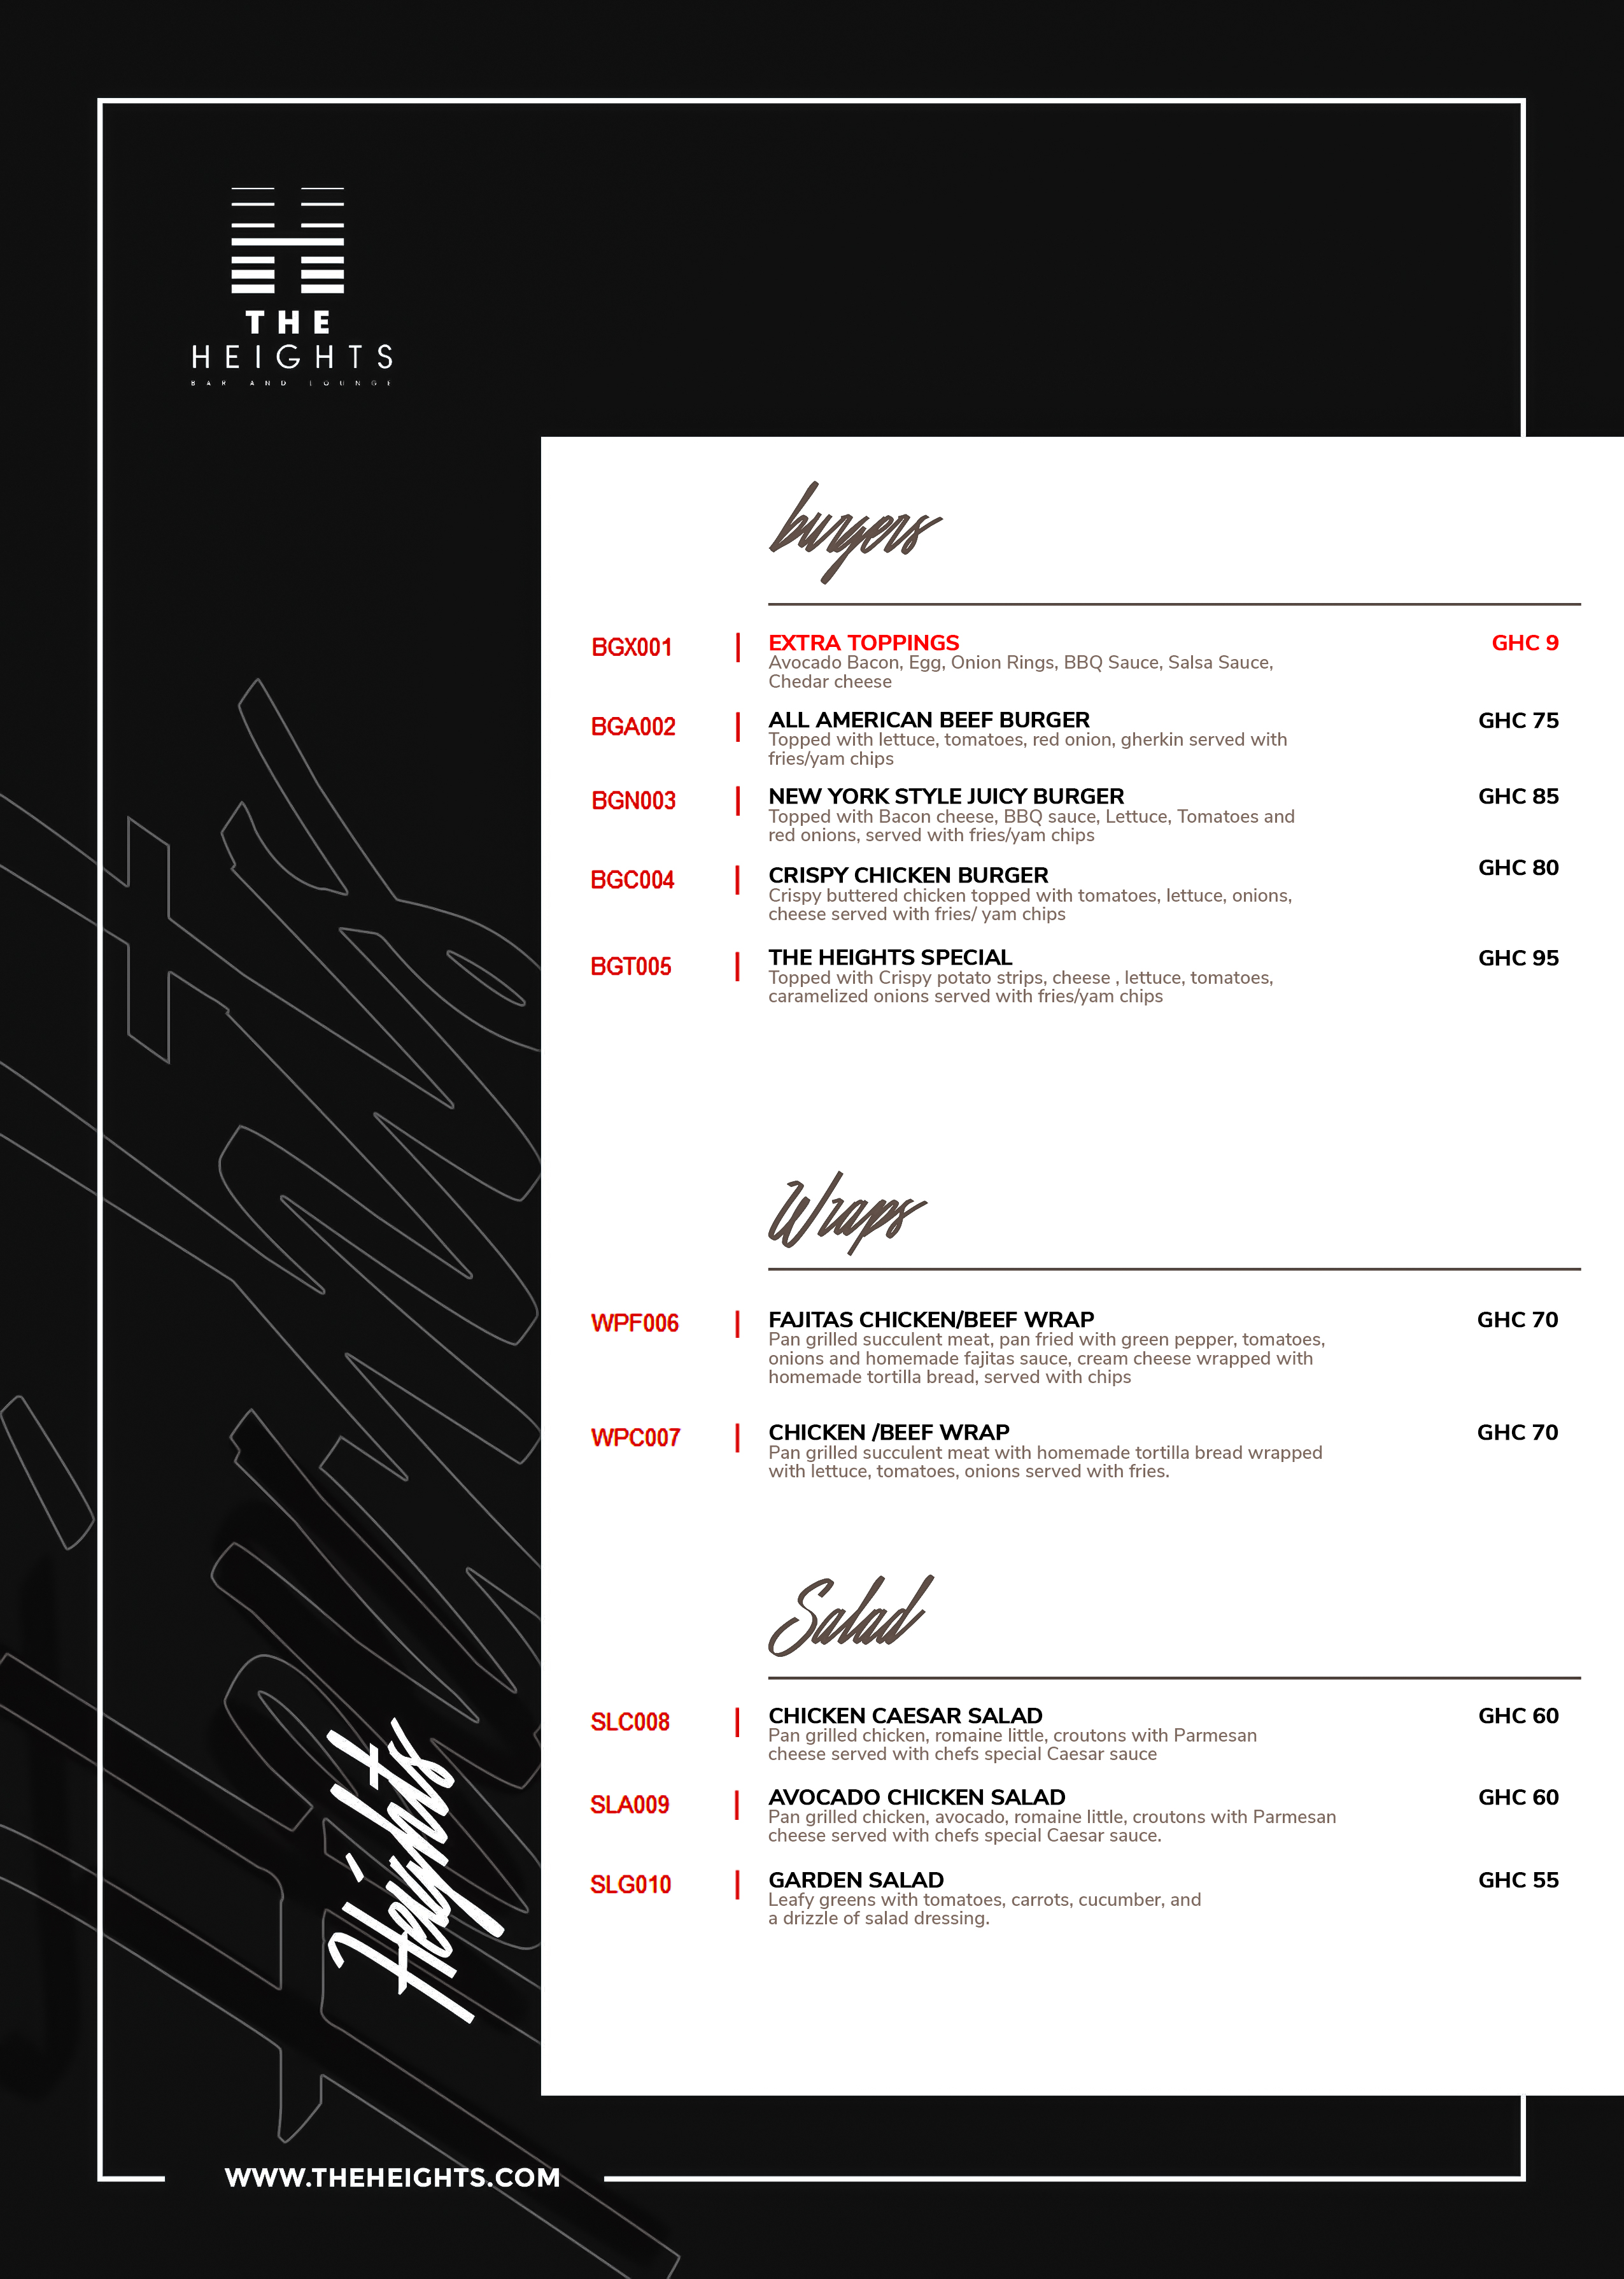 THE
HEIGHTS
BAR AND LOUNGE
burgers
BGX001 | EXTRA TOPPINGS GHC 9
Avocado Bacon, Egg, Onion Rings, BBQ Sauce, Salsa Sauce,
Chedar cheese
BGA002 | ALL AMERICAN BEEF BURGER GHC 75
Topped with lettuce, tomatoes, red onion, gherkin served with
fries/yam chips
BGN003 | NEW YORK STYLE JUICY BURGER GHC 85
Topped with Bacon cheese, BBQ sauce, Lettuce, Tomatoes and
red onions, served with fries/yam chips
BGC004 | CRISPY CHICKEN BURGER GHC 80
Crispy buttered chicken topped with tomatoes, lettuce, onions,
cheese served with fries/ yam chips
BGT005 | THE HEIGHTS SPECIAL GHC 95
Topped with Crispy potato strips, cheese , lettuce, tomatoes,
caramelized onions served with fries/yam chips
Wraps
WPF006 | FAJITAS CHICKEN/BEEF WRAP GHC 70
Pan grilled succulent meat, pan fried with green pepper, tomatoes,
onions and homemade fajitas sauce, cream cheese wrapped with
homemade tortilla bread, served with chips
WPC007 | CHICKEN /BEEF WRAP GHC 70
Pan grilled succulent meat with homemade tortilla bread wrapped
with lettuce, tomatoes, onions served with fries.
Salad
SLC008 | CHICKEN CAESAR SALAD GHC 60
Pan grilled chicken, romaine little, croutons with Parmesan
cheese served with chefs special Caesar sauce
SLA009 | AVOCADO CHICKEN SALAD GHC 60
Pan grilled chicken, avocado, romaine little, croutons with Parmesan
cheese served with chefs special Caesar sauce.
SLG010 | GARDEN SALAD GHC 55
Leafy greens with tomatoes, carrots, cucumber, and
a drizzle of salad dressing.
Heights
WWW.THEHEIGHTS.COM